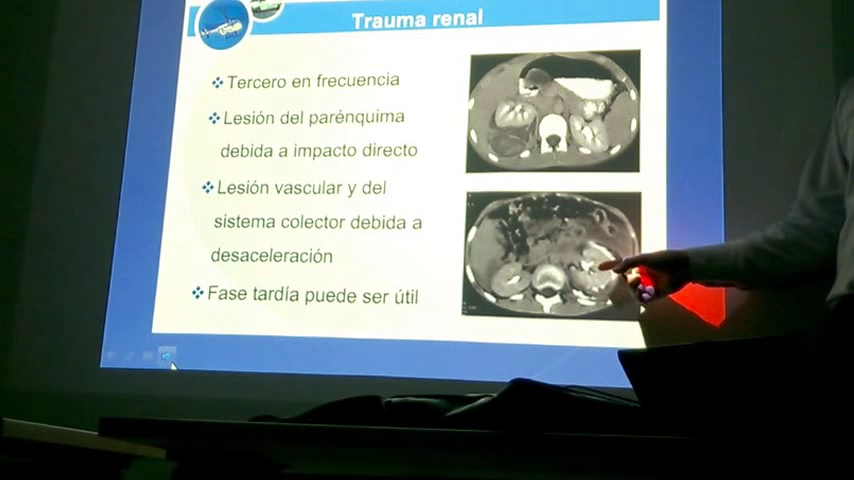 Trauma renal
❖Tercero en frecuencia
❖Lesión del parénquima
debida a impacto directo
❖Lesión vascular y del
sistema colector debida a
desaceleración
❖Fase tardía puede ser útil